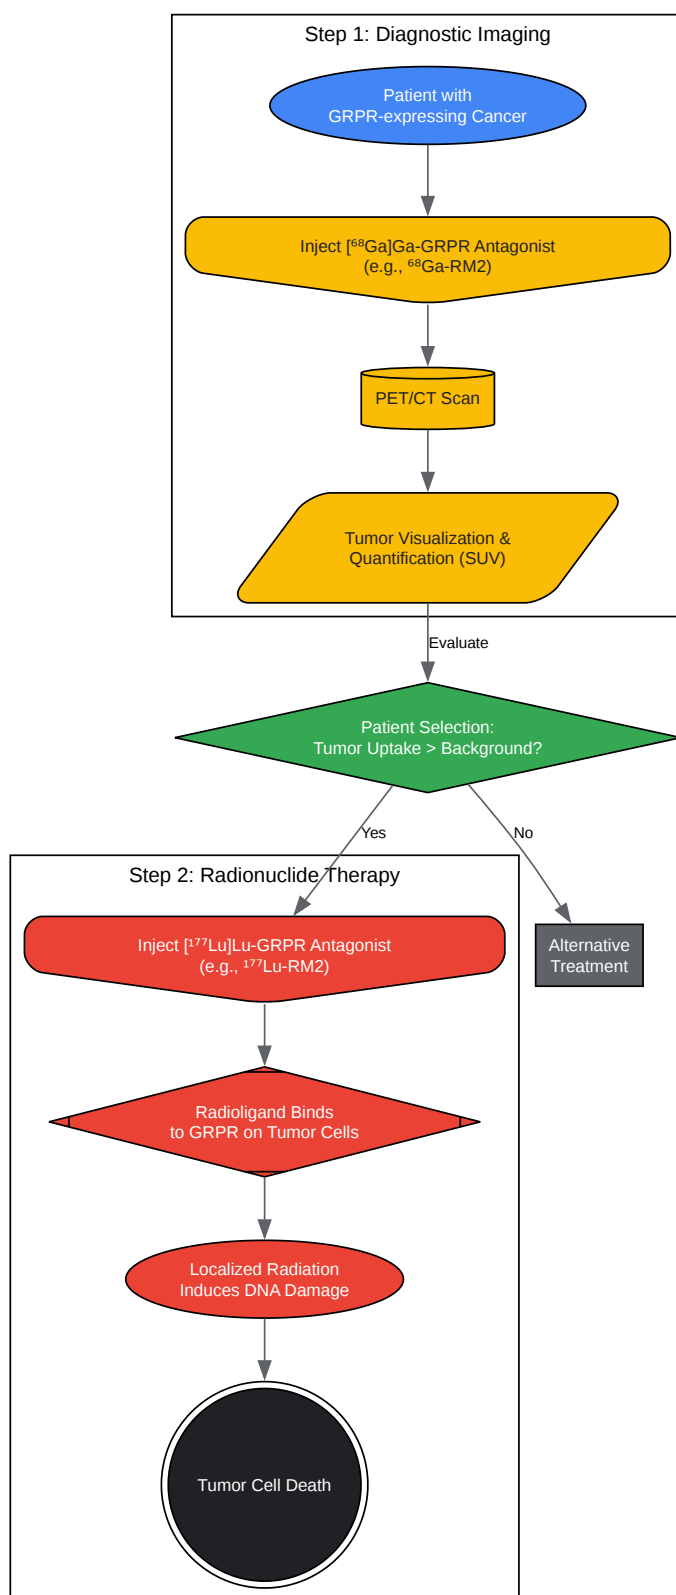 Step 1: Diagnostic Imaging
Patient with
GRPR-expressing Cancer
Inject [⁶⁸Ga]Ga-GRPR Antagonist
(e.g., ⁶⁸Ga-RM2)
PET/CT Scan
Tumor Visualization &
Quantification (SUV)
Evaluate
Patient Selection:
Tumor Uptake > Background?
Yes
No
Step 2: Radionuclide Therapy
Inject [¹⁷⁷Lu]Lu-GRPR Antagonist
(e.g., ¹⁷⁷Lu-RM2)
Alternative
Treatment
Radioligand Binds
to GRPR on Tumor Cells
Localized Radiation
Induces DNA Damage
Tumor Cell Death